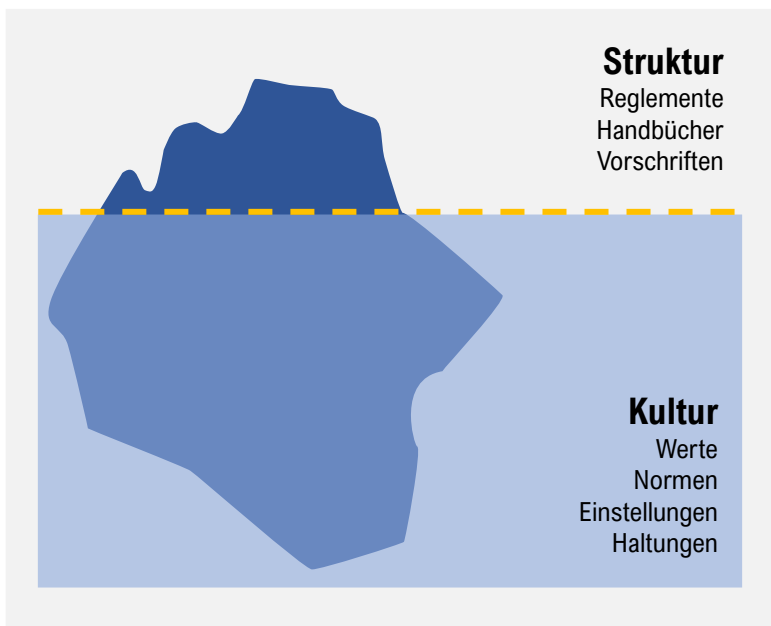 Struktur
Reglemente
Handbücher
Vorschriften
Kultur
Werte
Normen
Einstellungen
Haltungen